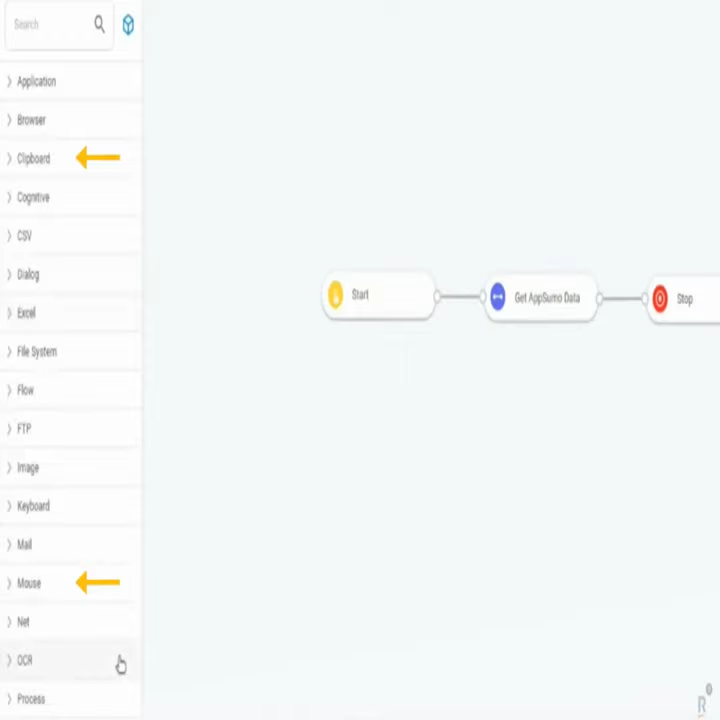 Search
Application
Browser
Clipboard
Cognitive
CSV
Dialog
Excel
File System
Flow
FTP
Image
Keyboard
Mail
Mouse
Net
OCR
Process
Start
Get AppSumo Data
Stop
R